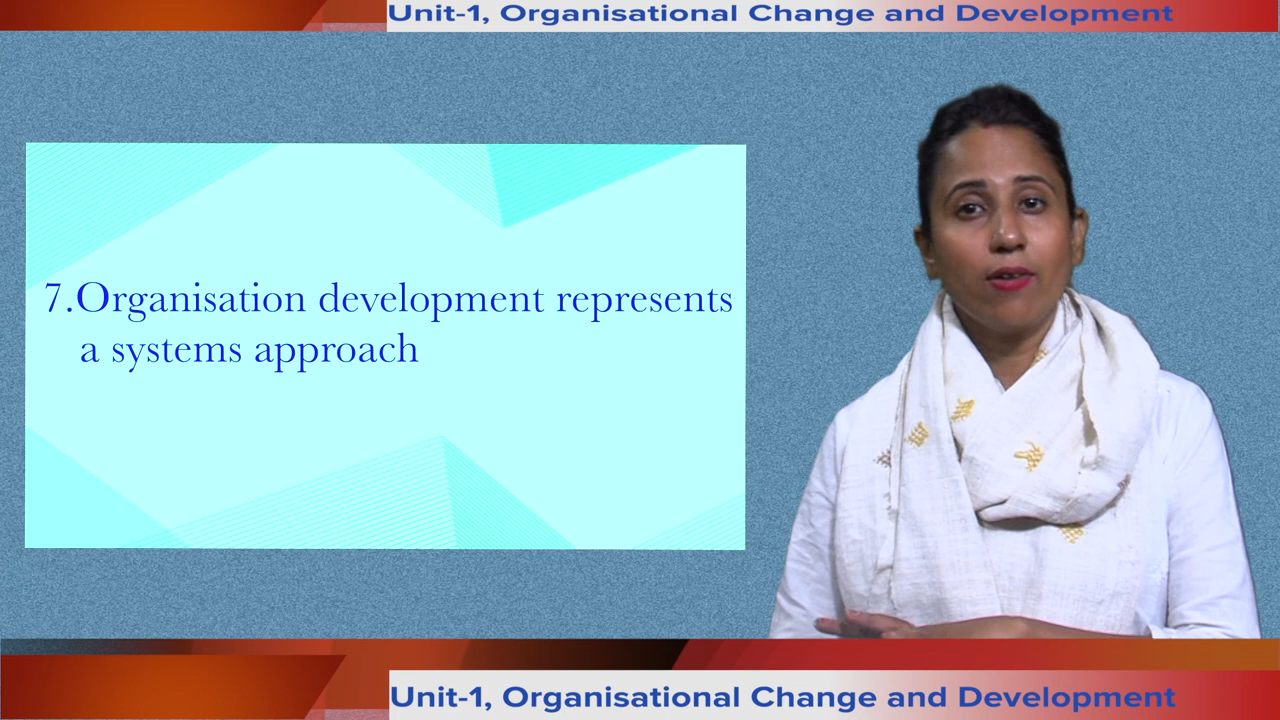 Unit-1, Organisational Change and Development
7.Organisation development represents
a systems approach
Unit-1, Organisational Change and Development